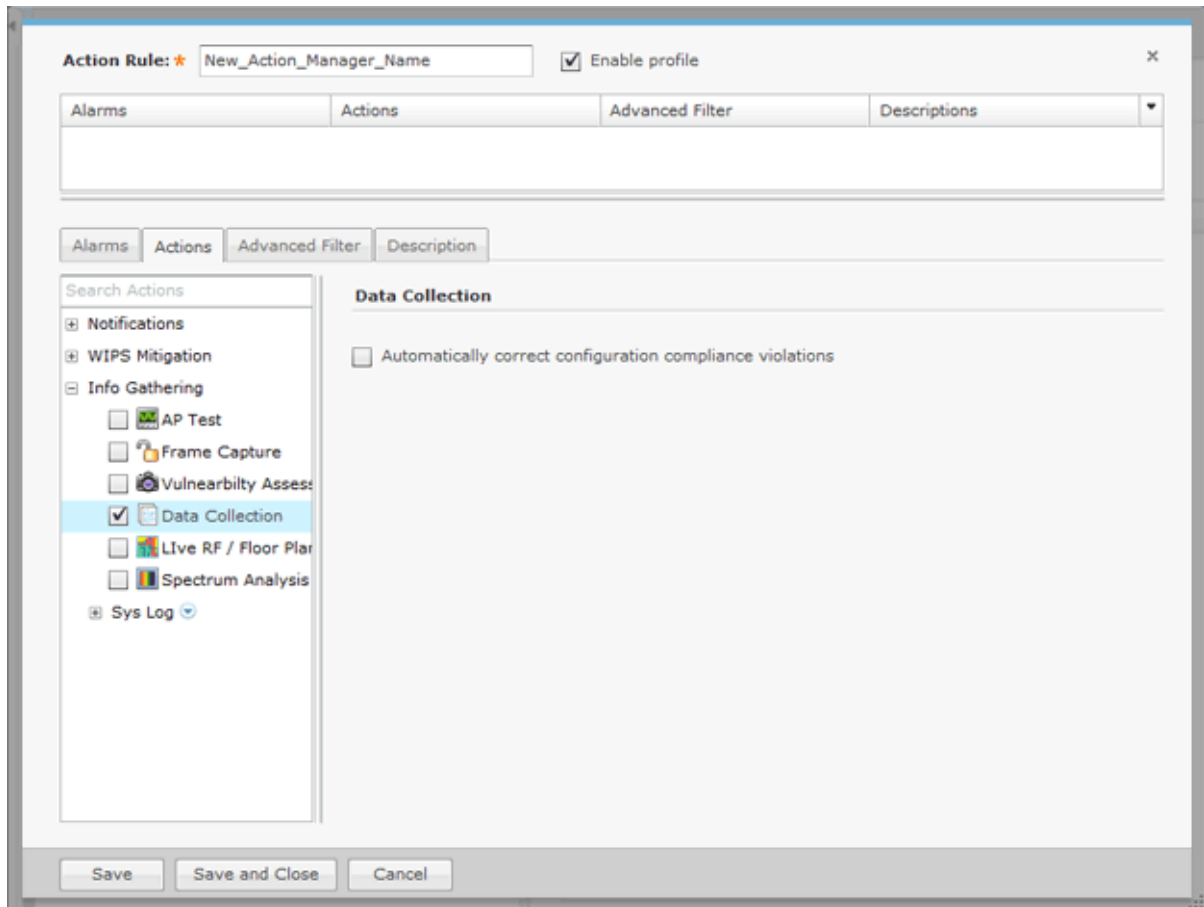 Action Rule: * New_Action_Manager_Name Enable profile
Alarms Actions Advanced Filter Descriptions
Alarms Actions Advanced Filter Description
Search Actions
Notifications
WIPS Mitigation
Info Gathering
AP Test
Frame Capture
Vulnearbilty Assess
Data Collection
LIve RF / Floor Plan
Spectrum Analysis
Sys Log
Data Collection
Automatically correct configuration compliance violations
Save Save and Close Cancel